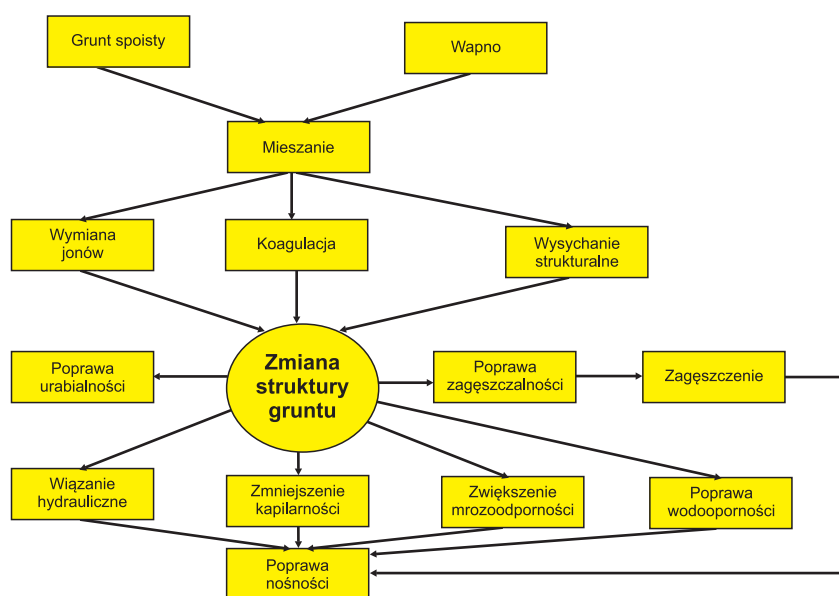 Grunt spoisty
Wapno
Mieszanie
Wymiana
jonów
Koagulacja
Wysychanie
strukturalne
Zmiana
struktury
gruntu
Poprawa
urabialności
Poprawa
zagęszczalności
Zagęszczenie
Wiązanie
hydrauliczne
Zmniejszenie
kapilarności
Zwiększenie
mrozoodporności
Poprawa
wodooporności
Poprawa
nośności